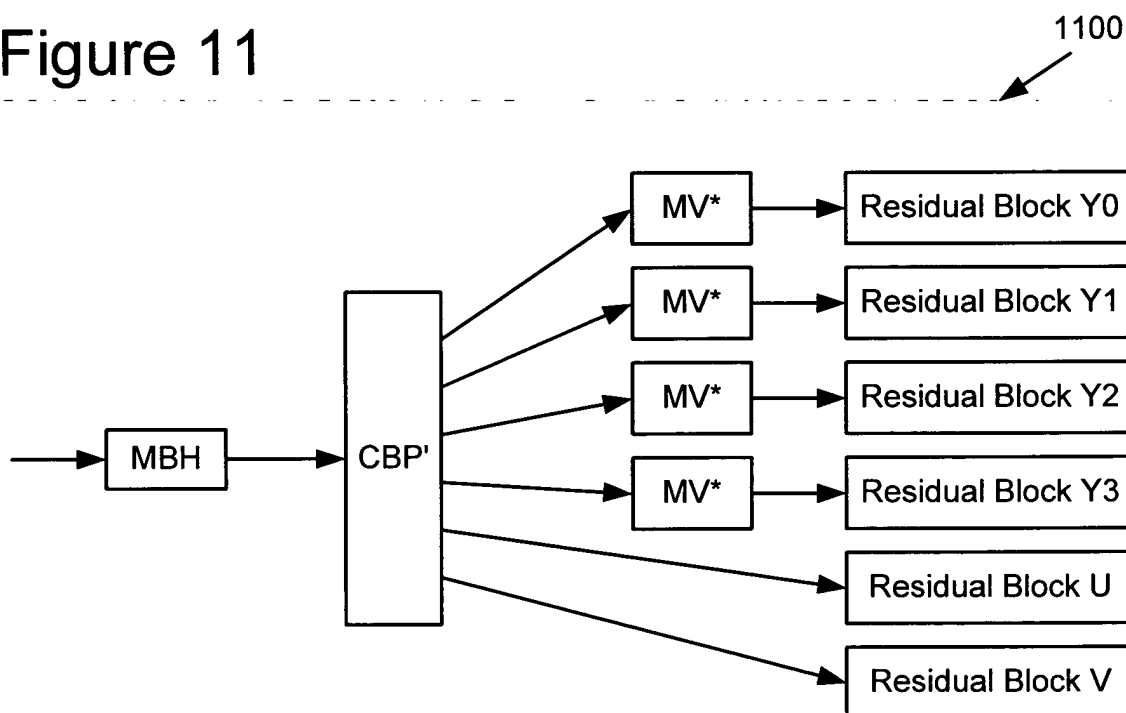 Figure 11
1100
MV* Residual Block Y0
MV* Residual Block Y1
MV* Residual Block Y2
MBH CBP' MV* Residual Block Y3
Residual Block U
Residual Block V